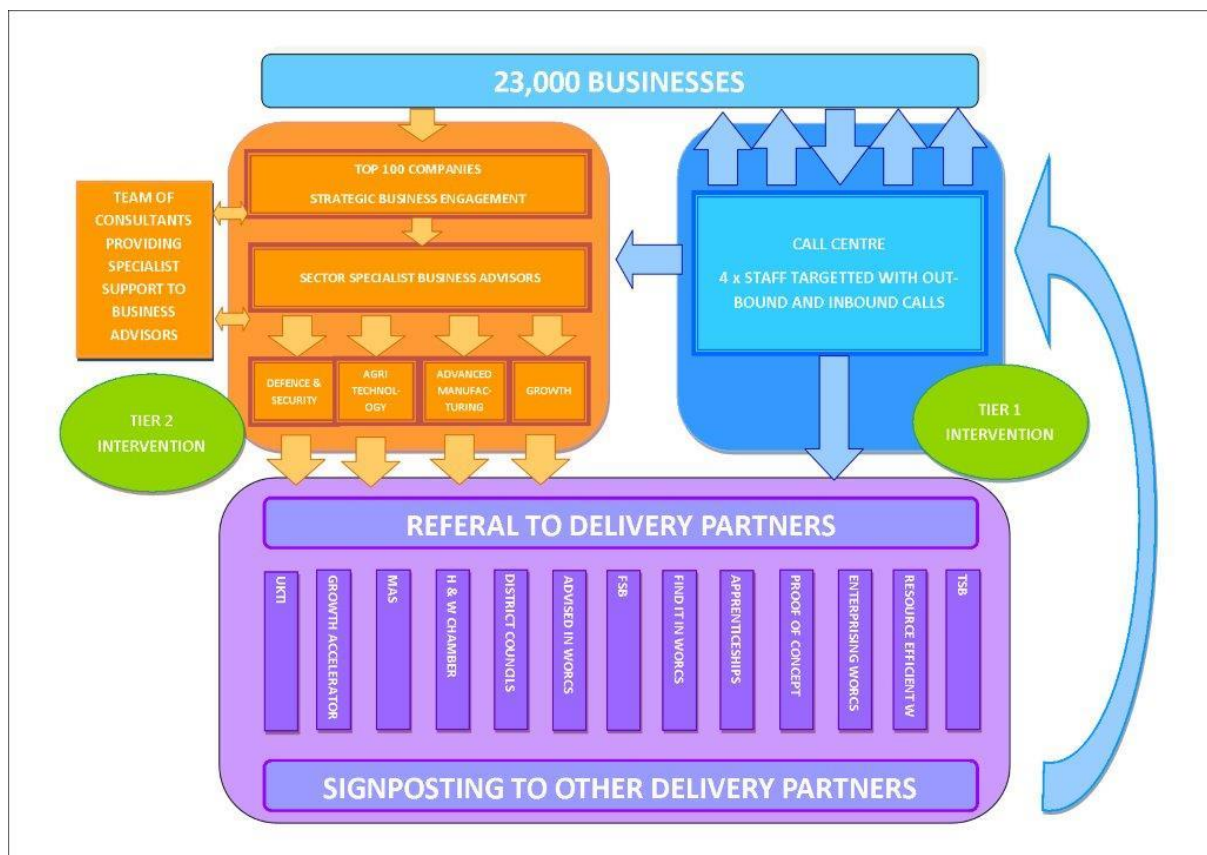 23,000 BUSINESSES
TOP 100 COMPANIES
STRATEGIC BUSINESS ENGAGEMENT
TEAM OF
CONSULTANTS
PROVIDING
SPECIALIST
SUPPORT TO
BUSINESS
ADVISORS
SECTOR SPECIALIST BUSINESS ADVISORS
DEFENCE &
SECURITY
AGRI
TECHNOL-
OGY
ADVANCED
MANUFAC-
TURING
GROWTH
CALL CENTRE
4 x STAFF TARGETTED WITH OUT-
BOUND AND INBOUND CALLS
TIER 2
INTERVENTION
TIER 1
INTERVENTION
REFERAL TO DELIVERY PARTNERS
UKTI
GROWTH ACCELERATOR
MAS
H & W CHAMBER
DISTRICT COUNCILS
ADVISED IN WORCS
FSB
FIND IT IN WORCS
APPRENTICESHIPS
PROOF OF CONCEPT
ENTERPRISING WORCS
RESOURCE EFFICIENT W
TSB
SIGNPOSTING TO OTHER DELIVERY PARTNERS